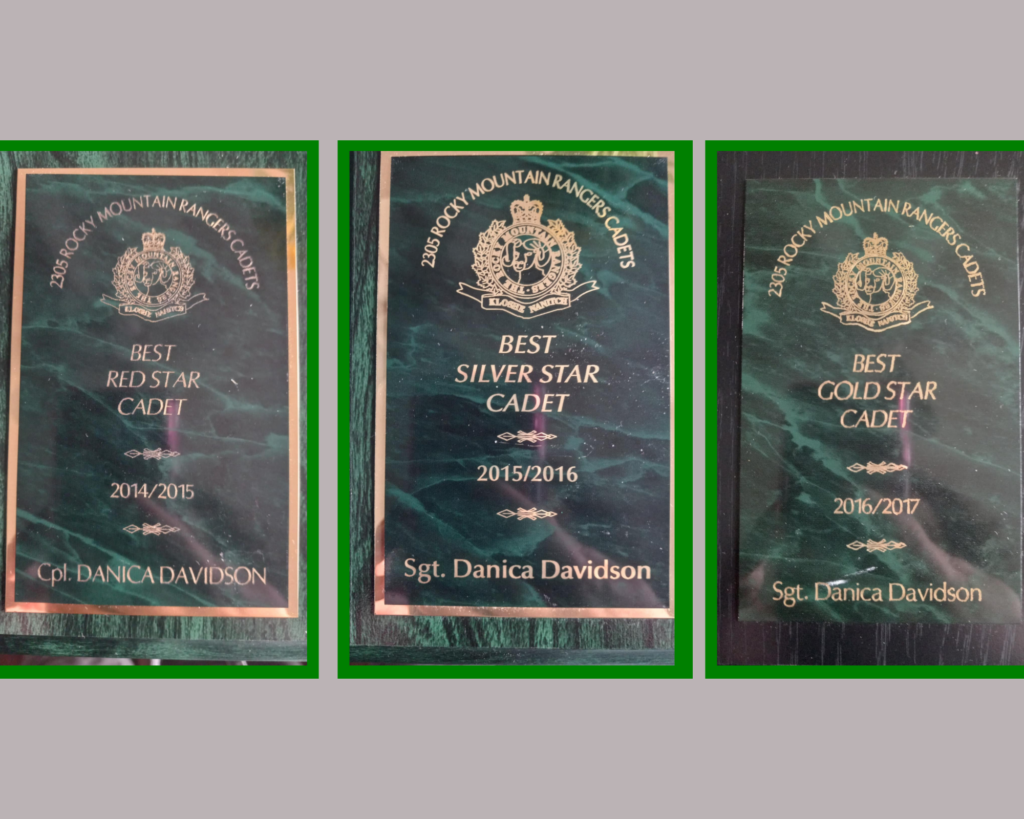 2305 ROCKY MOUNTAIN RANGERS CADETS
KLOSHE NANITCH
BEST
RED STAR
CADET
2014/2015
Cpl. DANICA DAVIDSON
2305 ROCKY MOUNTAIN RANGERS CADETS
KLOSHE NANITCH
BEST
SILVER STAR
CADET
2015/2016
Sgt. Danica Davidson
2305 ROCKY MOUNTAIN RANGERS CADETS
KLOSHE NANITCH
BEST
GOLD STAR
CADET
2016/2017
Sgt. Danica Davidson